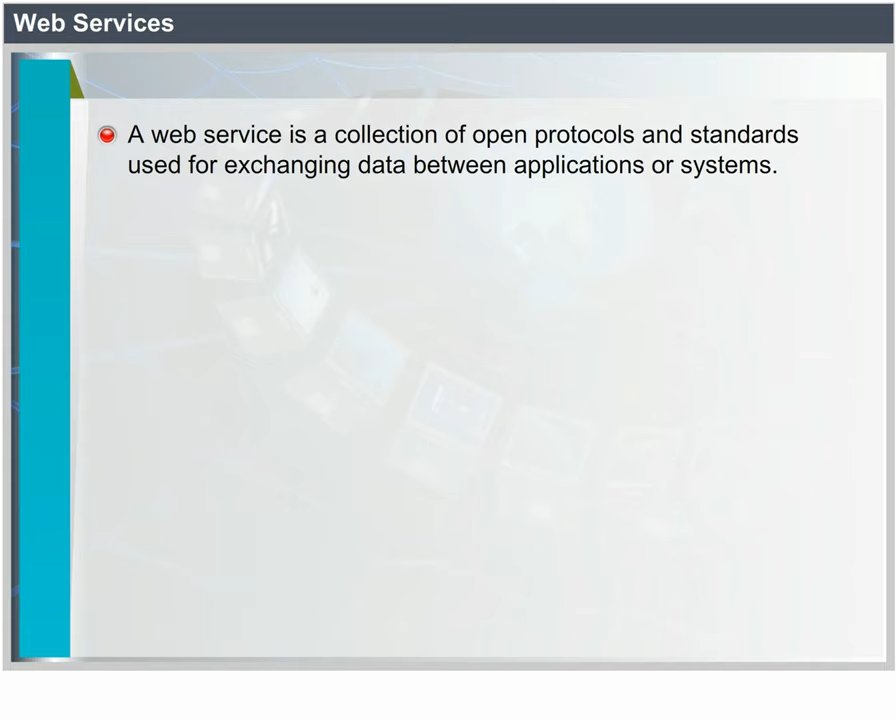 Web Services
A web service is a collection of open protocols and standards
used for exchanging data between applications or systems.